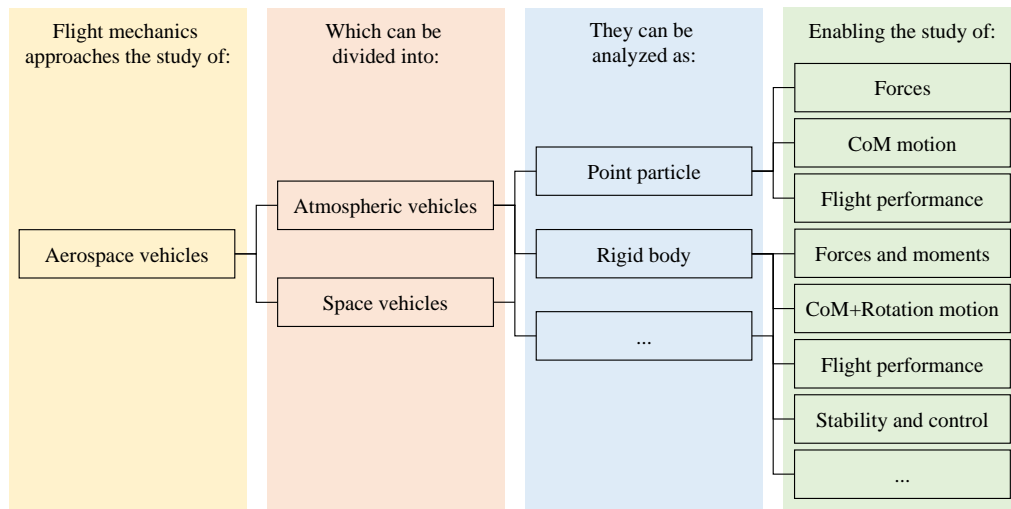 Flight mechanics
approaches the study of:
Aerospace vehicles
Which can be
divided into:
Atmospheric vehicles
Space vehicles
They can be
analyzed as:
Point particle
Rigid body
...
Enabling the study of:
Forces
CoM motion
Flight performance
Forces and moments
CoM+Rotation motion
Flight performance
Stability and control
...